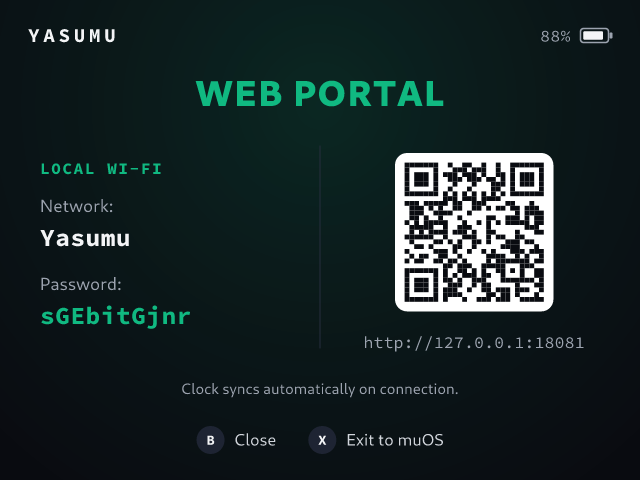 YASUMU
88%
WEB PORTAL
LOCAL WI-FI
Network:
Yasumu
Password:
sGEbitGjnr
http://127.0.0.1:18081
Clock syncs automatically on connection.
B Close X Exit to muOS